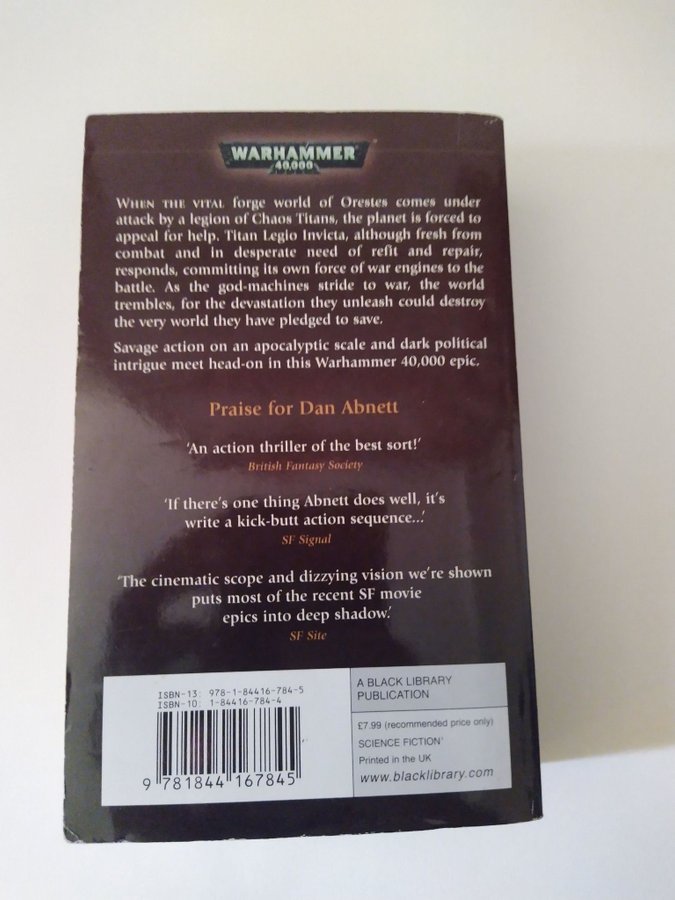 WARHAMMER
40,000
WHEN THE VITAL forge world of Orestes comes under
attack by a legion of Chaos Titans, the planet is forced to
appeal for help. Titan Legio Invicta, although fresh from
combat and in desperate need of refit and repair,
responds, committing its own force of war engines to the
battle. As the god-machines stride to war, the world
trembles, for the devastation they unleash could destroy
the very world they have pledged to save.
Savage action on an apocalyptic scale and dark political
intrigue meet head-on in this Warhammer 40,000 epic.
Praise for Dan Abnett
‘An action thriller of the best sort!’
British Fantasy Society
‘If there’s one thing Abnett does well, it’s
write a kick-butt action sequence...’
SF Signal
‘The cinematic scope and dizzying vision we’re shown
puts most of the recent SF movie
epics into deep shadow.’
SF Site
ISBN-13: 978-1-84416-784-5
ISBN-10: 1-84416-784-4
9 781844 167845
A BLACK LIBRARY
PUBLICATION
£7.99 (recommended price only)
SCIENCE FICTION
Printed in the UK
www.blacklibrary.com